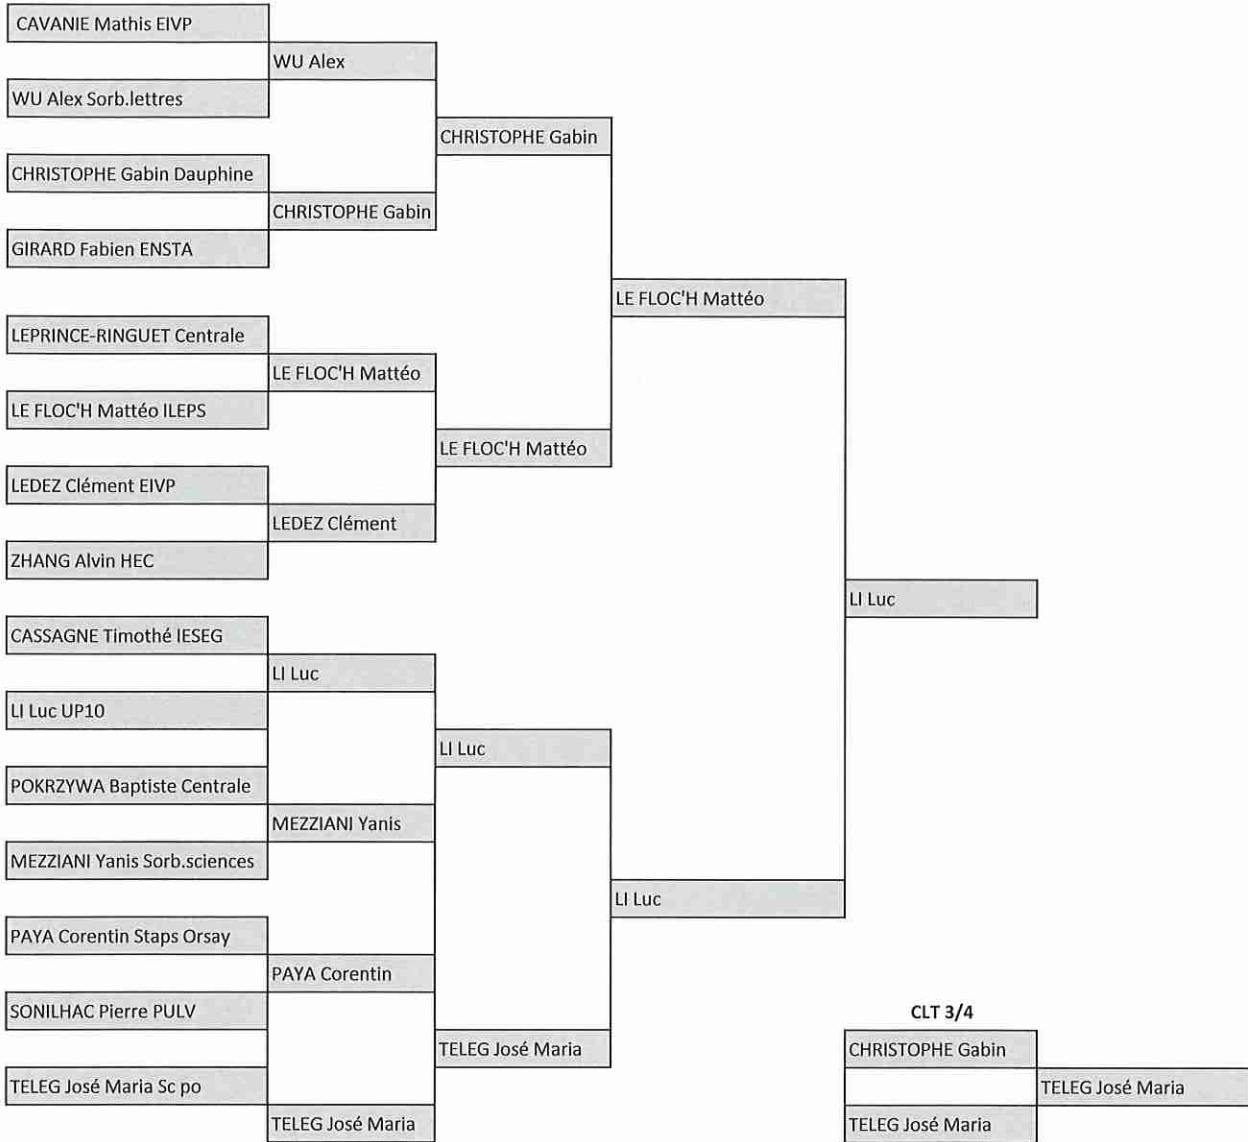 CAVANIE Mathis EIVP
WU Alex
WU Alex Sorb.lettres
CHRISTOPHE Gabin
CHRISTOPHE Gabin Dauphine
CHRISTOPHE Gabin
GIRARD Fabien ENSTA
LE FLOC'H Mattéo
LEPRINCE-RINGUET Centrale
LE FLOC'H Mattéo
LE FLOC'H Mattéo ILEPS
LE FLOC'H Mattéo
LEDEZ Clément EIVP
LEDEZ Clément
ZHANG Alvin HEC
LI Luc
CASSAGNE Timothé IESEG
LI Luc
LI Luc UP10
LI Luc
POKRZYWA Baptiste Centrale
MEZZIANI Yanis
MEZZIANI Yanis Sorb.sciences
LI Luc
PAYA Corentin Staps Orsay
PAYA Corentin
SONILHAC Pierre PULV
CLT 3/4
TELEG José Maria
CHRISTOPHE Gabin
TELEG José Maria Sc po
TELEG José Maria
TELEG José Maria
TELEG José Maria